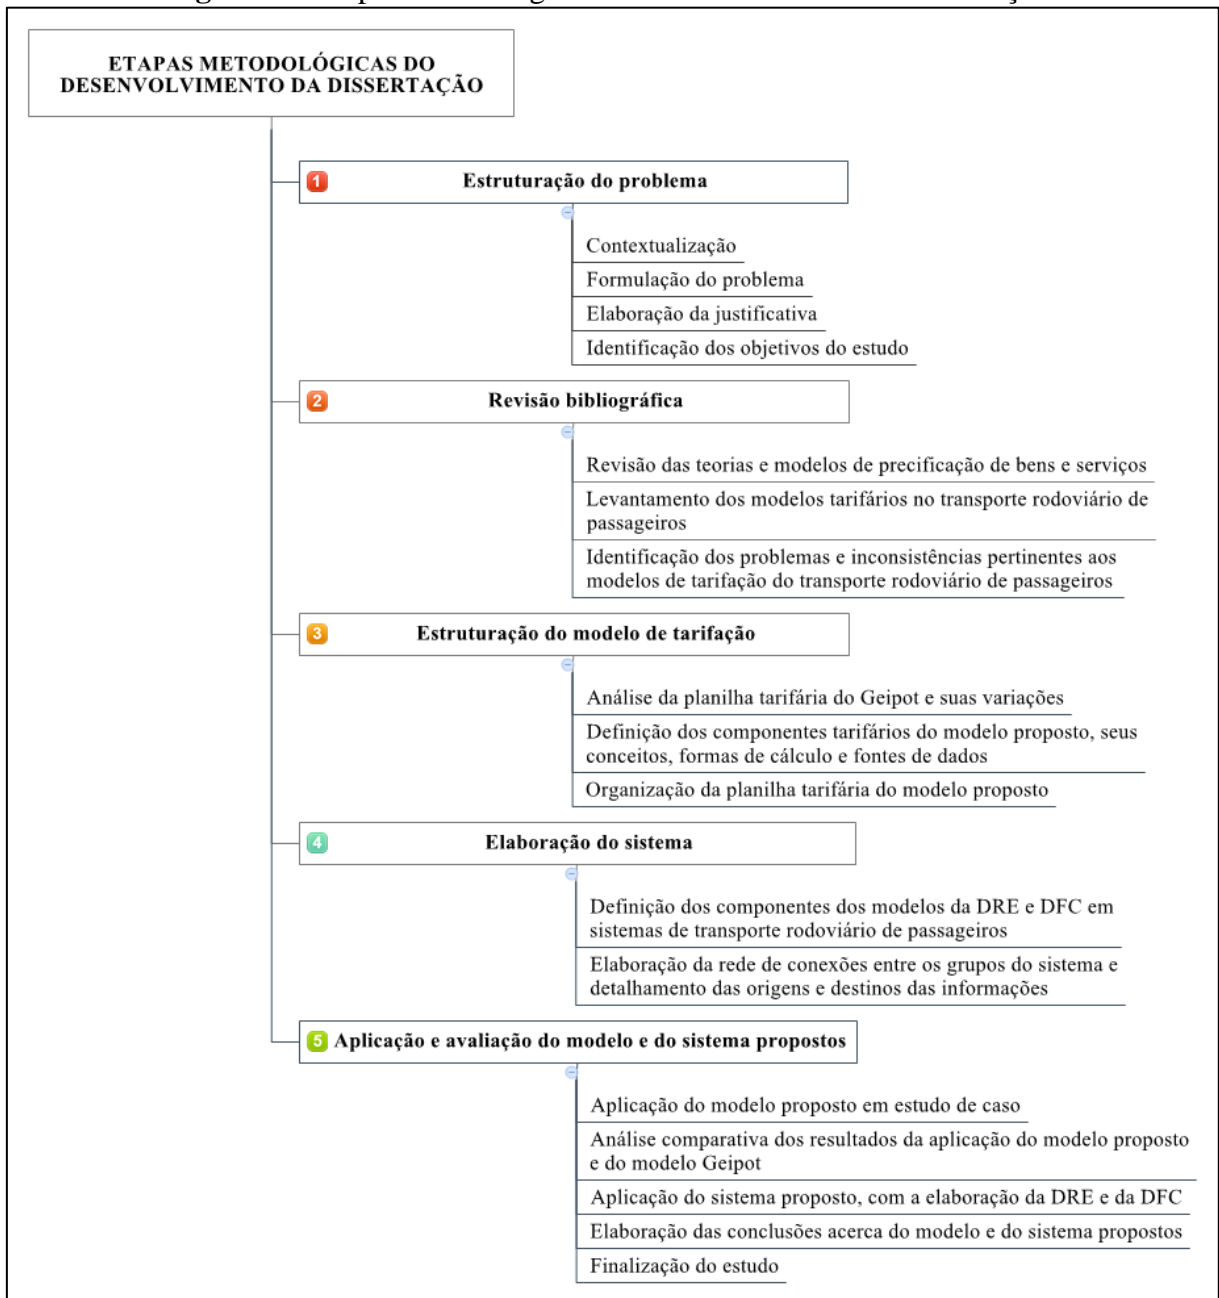 ETAPAS METODOLÓGICAS DO
DESENVOLVIMENTO DA DISSERTAÇÃO
1 Estruturação do problema
Contextualização
Formulação do problema
Elaboração da justificativa
Identificação dos objetivos do estudo
2 Revisão bibliográfica
Revisão das teorias e modelos de precificação de bens e serviços
Levantamento dos modelos tarifários no transporte rodoviário de
passageiros
Identificação dos problemas e inconsistências pertinentes aos
modelos de tarifação do transporte rodoviário de passageiros
3 Estruturação do modelo de tarifação
Análise da planilha tarifária do Geipot e suas variações
Definição dos componentes tarifários do modelo proposto, seus
conceitos, formas de cálculo e fontes de dados
Organização da planilha tarifária do modelo proposto
4 Elaboração do sistema
Definição dos componentes dos modelos da DRE e DFC em
sistemas de transporte rodoviário de passageiros
Elaboração da rede de conexões entre os grupos do sistema e
detalhamento das origens e destinos das informações
5 Aplicação e avaliação do modelo e do sistema propostos
Aplicação do modelo proposto em estudo de caso
Análise comparativa dos resultados da aplicação do modelo proposto
e do modelo Geipot
Aplicação do sistema proposto, com a elaboração da DRE e da DFC
Elaboração das conclusões acerca do modelo e do sistema propostos
Finalização do estudo